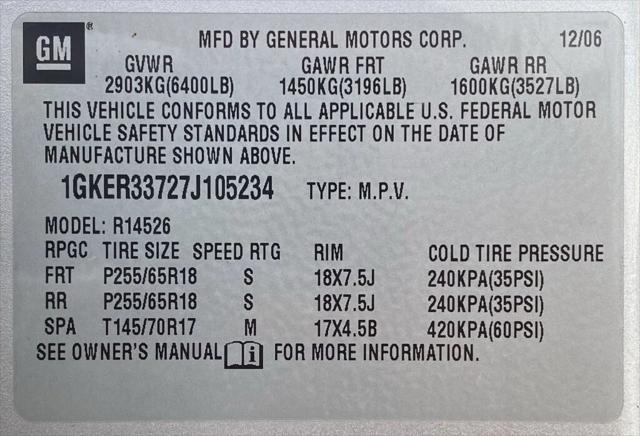 GM® MFD BY GENERAL MOTORS CORP. 12/06
GVWR GAWR FRT GAWR RR
2903KG(6400LB) 1450KG(3196LB) 1600KG(3527LB)
THIS VEHICLE CONFORMS TO ALL APPLICABLE U.S. FEDERAL MOTOR
VEHICLE SAFETY STANDARDS IN EFFECT ON THE DATE OF
MANUFACTURE SHOWN ABOVE.
1GKER33727J105234 TYPE: M.P.V.
MODEL: R14526
RPGC TIRE SIZE SPEED RTG RIM COLD TIRE PRESSURE
FRT P255/65R18 S 18X7.5J 240KPA(35PSI)
RR P255/65R18 S 18X7.5J 240KPA(35PSI)
SPA T145/70R17 M 17X4.5B 420KPA(60PSI)
SEE OWNER'S MANUAL i FOR MORE INFORMATION.